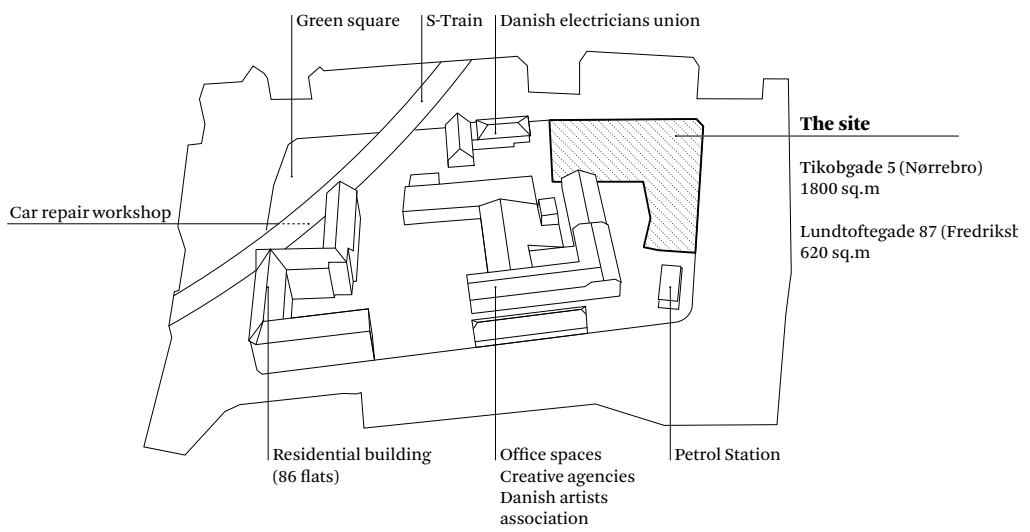 Green square
S-Train
Danish electricians union
The site
Tikobgade 5 (Nørrebro)
1800 sq.m
Car repair workshop
Lundtoftegade 87 (Fredriksb
620 sq.m
Residential building
(86 flats)
Office spaces
Creative agencies
Danish artists
association
Petrol Station